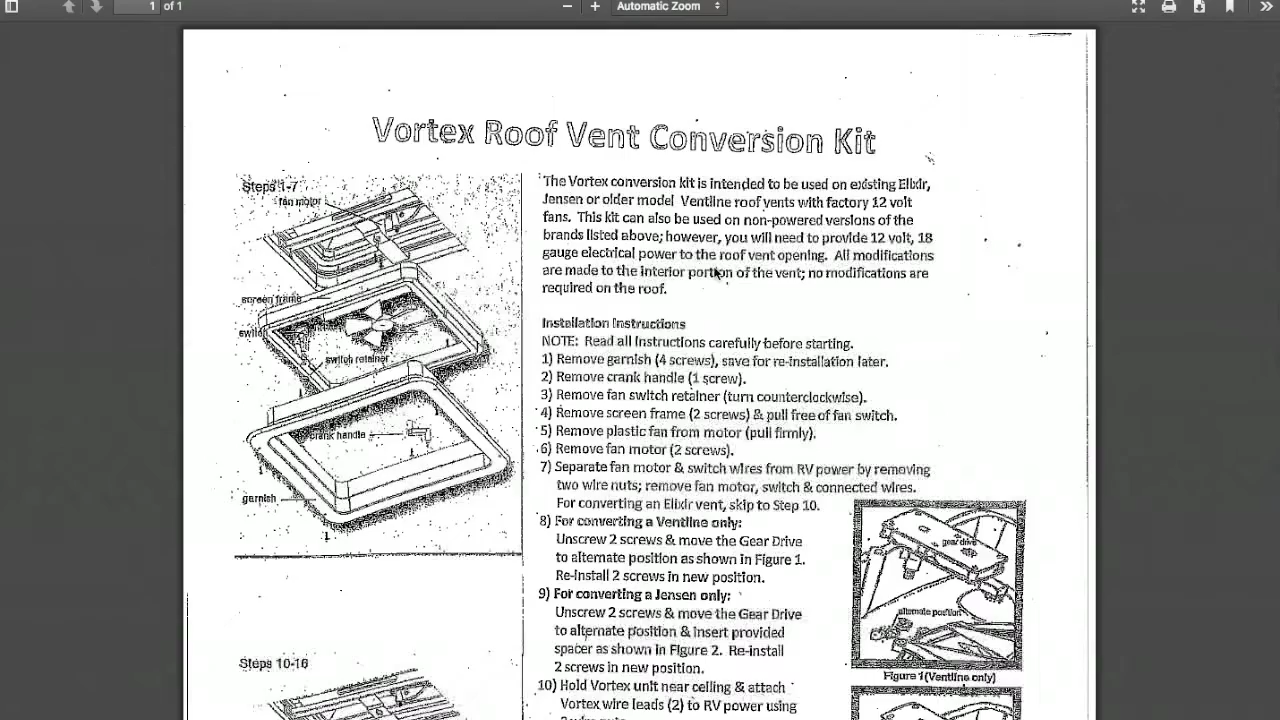 1 of 1
Automatic Zoom
Vortex Roof Vent Conversion Kit
Steps 1-7
fan motor
screen frame
switch
switch retainer
crank handle
garnish
The Vortex conversion kit is intended to be used on existing Elixir,
Jensen or older model Ventline roof vents with factory 12 volt
fans. This kit can also be used on non-powered versions of the
brands listed above; however, you will need to provide 12 volt, 18
gauge electrical power to the roof vent opening. All modifications
are made to the interior portion of the vent; no modifications are
required on the roof.
Installation Instructions
NOTE: Read all instructions carefully before starting.
1) Remove garnish (4 screws), save for re-installation later.
2) Remove crank handle (1 screw).
3) Remove fan switch retainer (turn counterclockwise).
4) Remove screen frame (2 screws) & pull free of fan switch.
5) Remove plastic fan from motor (pull firmly).
6) Remove fan motor (2 screws).
7) Separate fan motor & switch wires from RV power by removing
two wire nuts; remove fan motor, switch & connected wires.
For converting an Elixir vent, skip to Step 10.
8) For converting a Ventline only:
Unscrew 2 screws & move the Gear Drive
to alternate position as shown in Figure 1.
Re-install 2 screws in new position.
9) For converting a Jensen only:
Unscrew 2 screws & move the Gear Drive
to alternate position & insert provided
spacer as shown in Figure 2. Re-install
2 screws in new position.
10) Hold Vortex unit near ceiling & attach
Vortex wire leads (2) to RV power using
gear drive
alternate position
Figure 1(Ventline only)
Steps 10-16